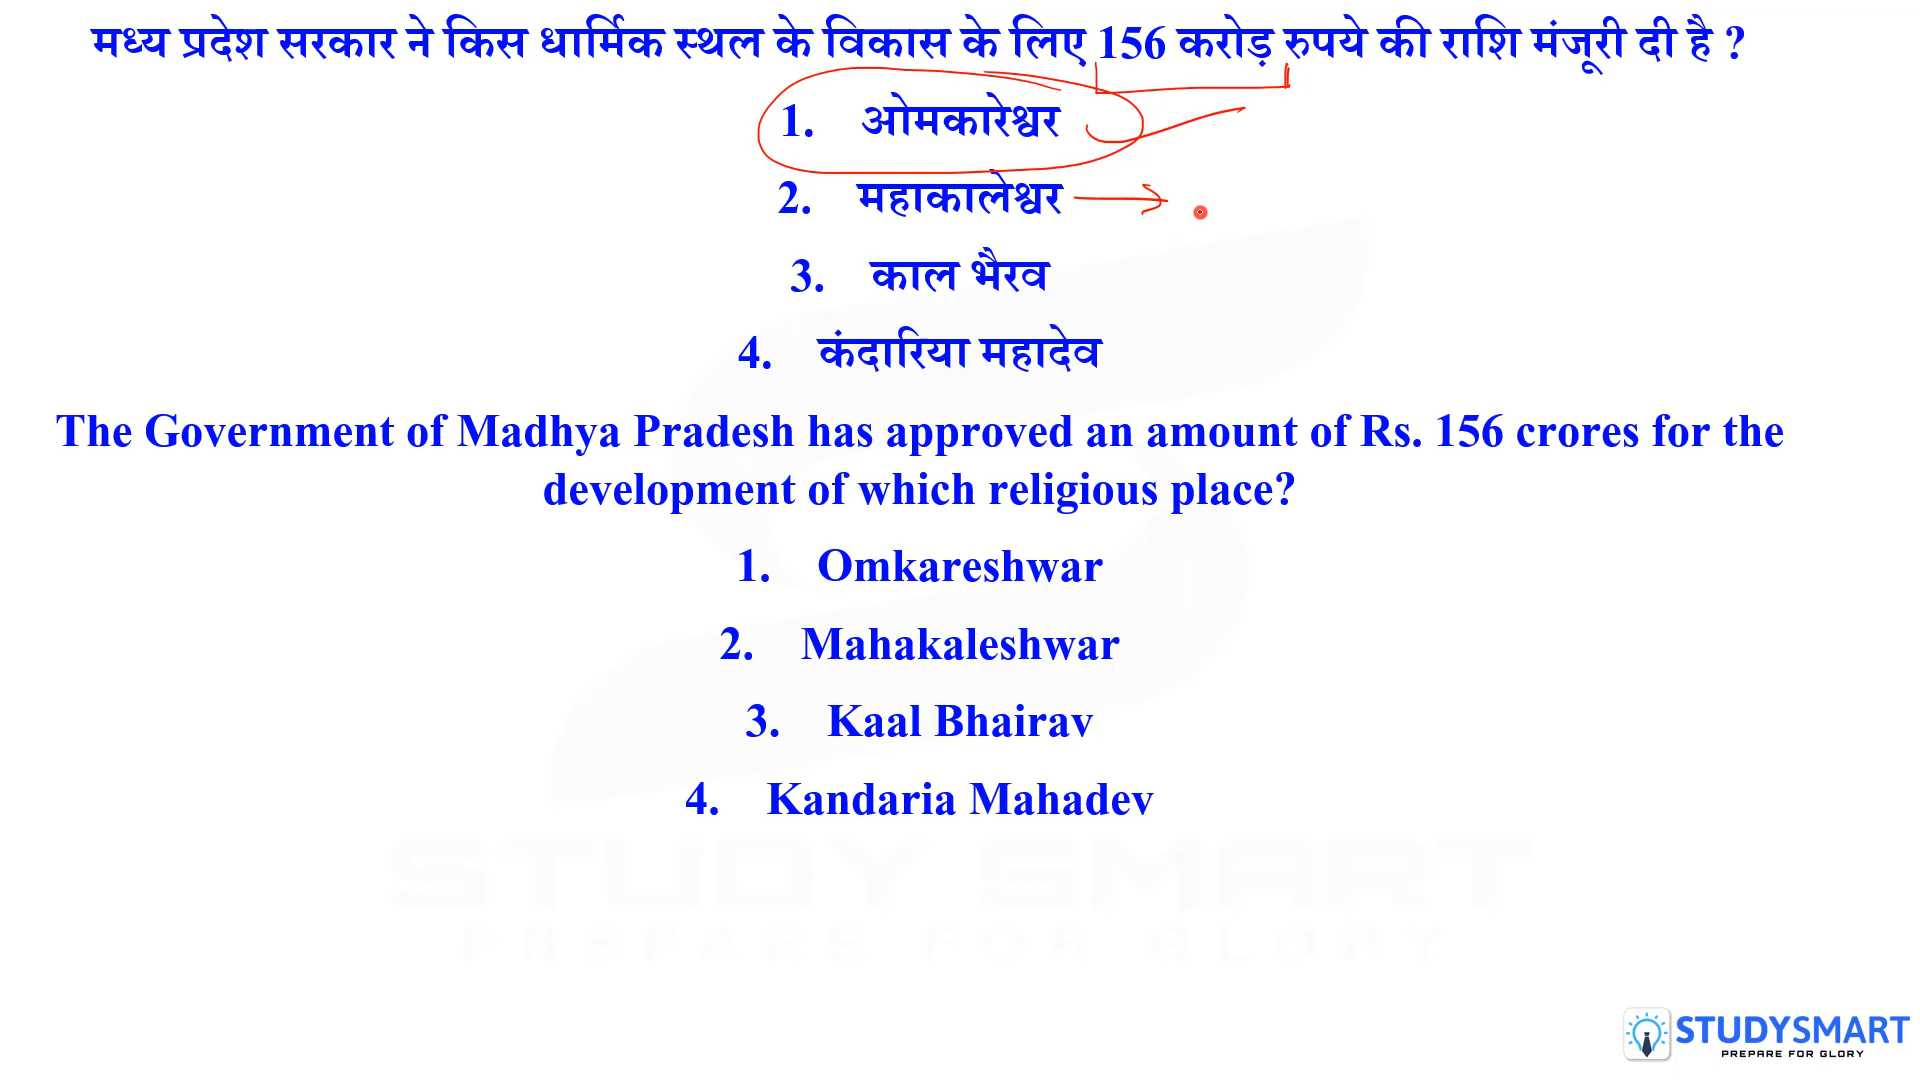 मध्य प्रदेश सरकार ने किस धार्मिक स्थल के विकास के लिए 156 करोड़ रुपये की राशि मंजूरी दी है ?
1. ओमकारेश्वर
2. महाकालेश्वर
3. काल भैरव
4. कंदारिया महादेव
The Government of Madhya Pradesh has approved an amount of Rs. 156 crores for the
development of which religious place?
1. Omkareshwar
2. Mahakaleshwar
3. Kaal Bhairav
4. Kandaria Mahadev
STUDY SMART
PREPARE FOR GLORY
STUDYSMART
PREPARE FOR GLORY